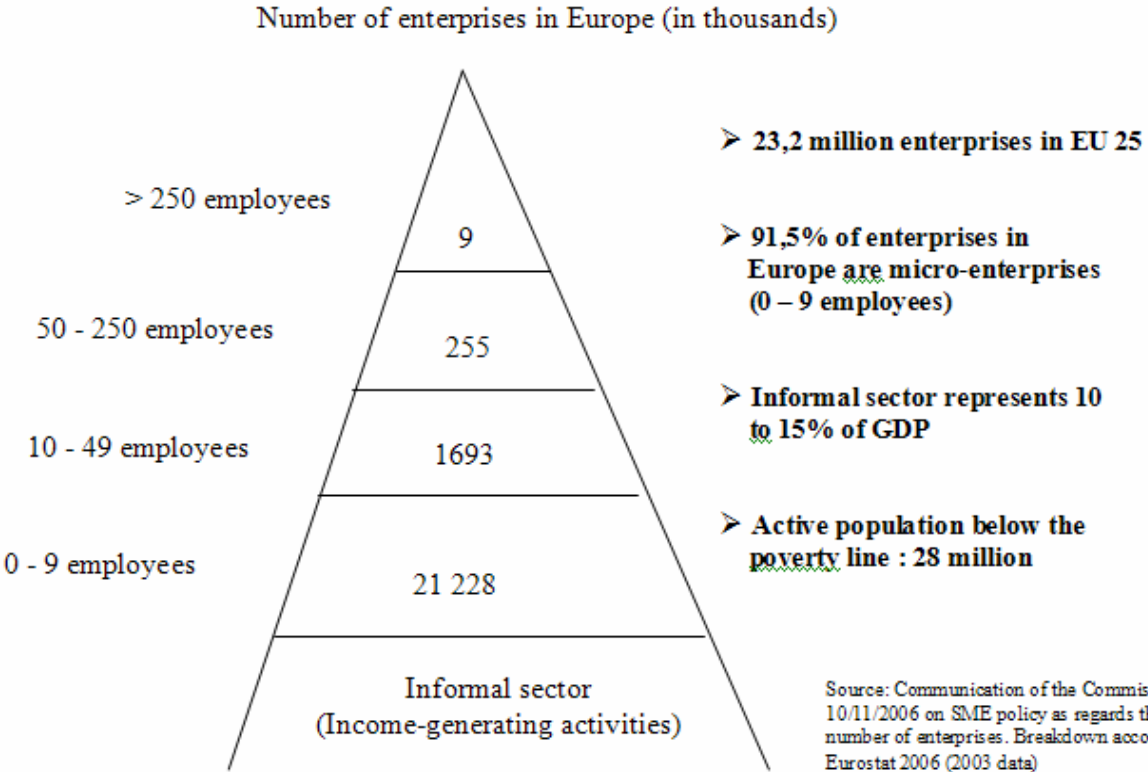 Number of enterprises in Europe (in thousands)
> 250 employees
9
50 - 250 employees
255
10 - 49 employees
1693
0 - 9 employees
21 228
Informal sector
(Income-generating activities)
➢ 23,2 million enterprises in EU 25
➢ 91,5% of enterprises in
Europe are micro-enterprises
(0 – 9 employees)
➢ Informal sector represents 10
to 15% of GDP
➢ Active population below the
poverty line : 28 million
Source: Communication of the
10/11/2006 on SME policy as regards
number of enterprises. Breakdown
Eurostat 2006 (2003 data)